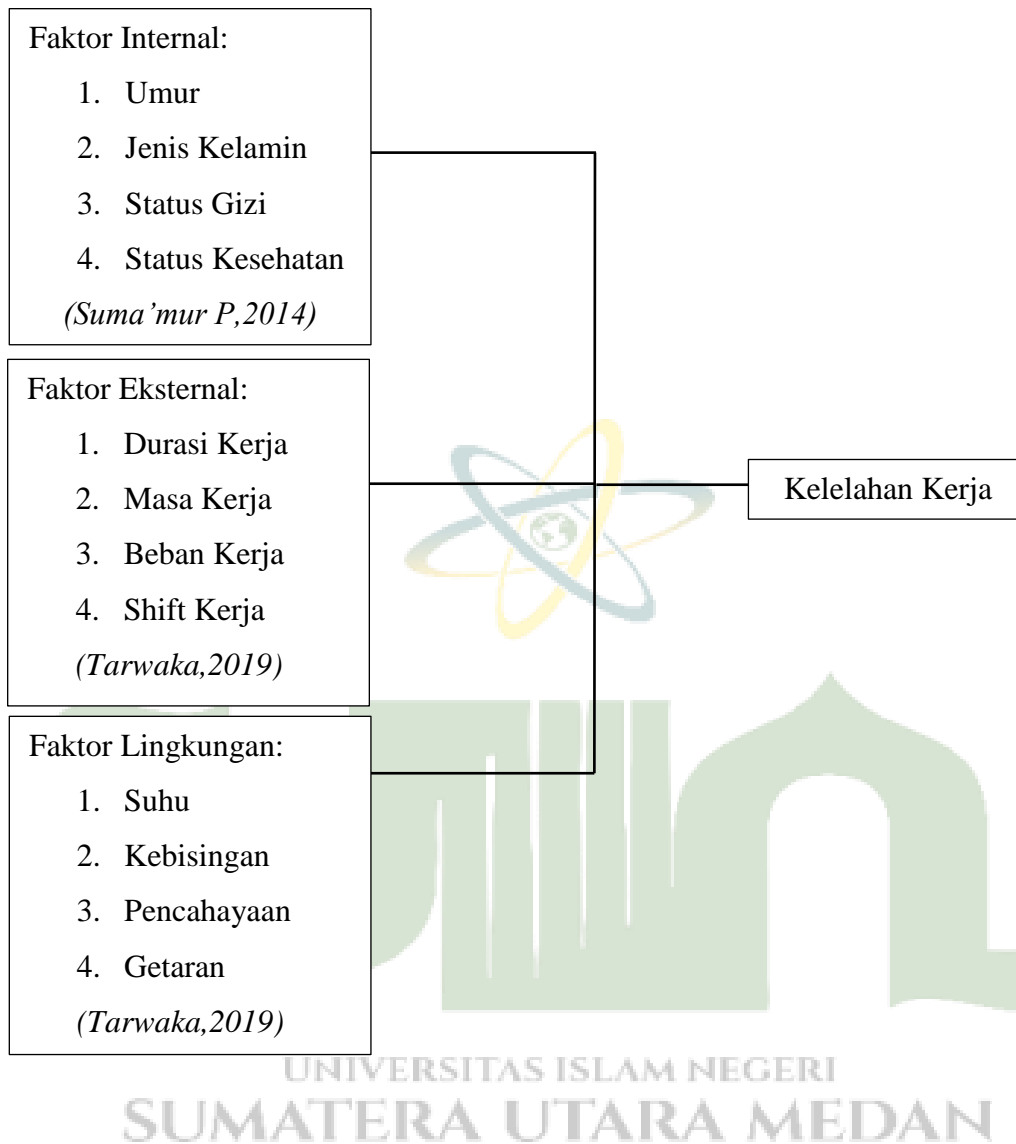 Faktor Internal:
1. Umur
2. Jenis Kelamin
3. Status Gizi
4. Status Kesehatan
(Suma’mur P,2014)
Faktor Eksternal:
1. Durasi Kerja
2. Masa Kerja
3. Beban Kerja
4. Shift Kerja
(Tarwaka,2019)
Kelelahan Kerja
Faktor Lingkungan:
1. Suhu
2. Kebisingan
3. Pencahayaan
4. Getaran
(Tarwaka,2019)
UNIVERSITAS ISLAM NEGERI
SUMATERA UTARA MEDAN